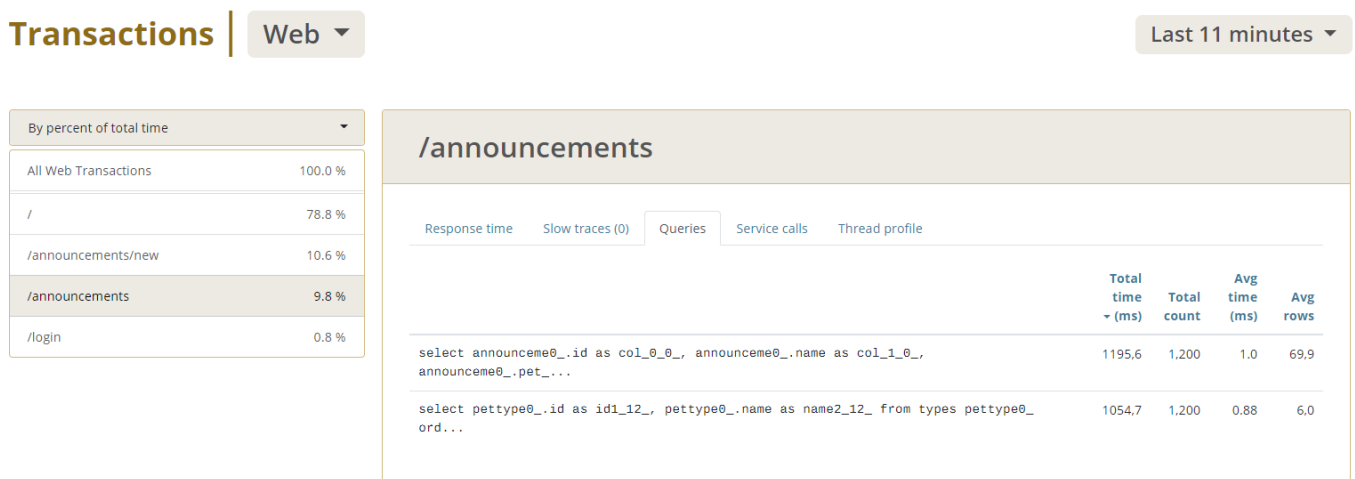 Transactions Web Last 11 minutes
By percent of total time
All Web Transactions 100.0 %
/ 78.8 %
/announcements/new 10.6 %
/announcements 9.8 %
/login 0.8 %
/announcements
Response time Slow traces (0) Queries Service calls Thread profile
Total
time
(ms)
Total
count
Avg
time
(ms)
Avg
rows
select announceme0_.id as col_0_0_, announceme0_.name as col_1_0_,
announceme0_.pet_...
1195,6 1,200 1.0 69,9
select pettype0_.id as id1_12_, pettype0_.name as name2_12_ from types pettype0_
ord...
1054,7 1,200 0.88 6,0